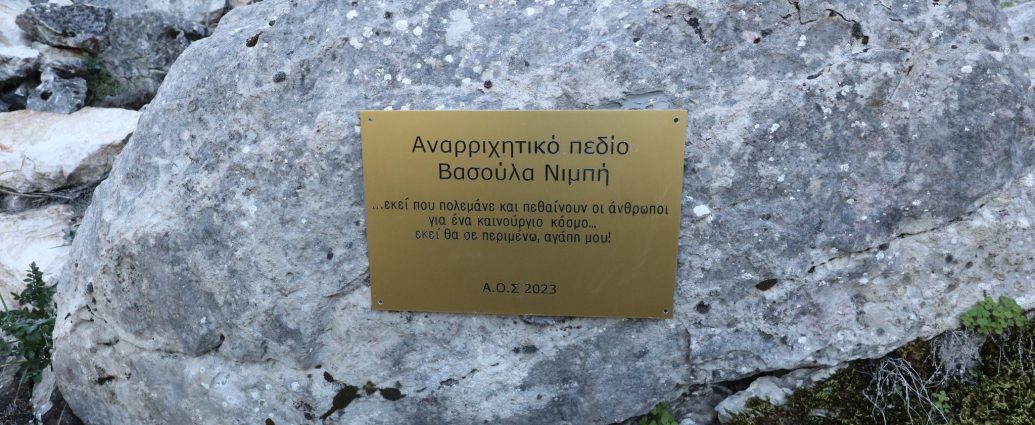 Αναρριχητικό πεδίο
Βασούλα Νιμπή
...εκεί που πολεμάνε και πεθαίνουν οι άνθρωποι
για ένα καινούργιο κόσμο...
εκεί θα σε περιμένω, αγάπη μου!
Α.Ο.Σ 2023